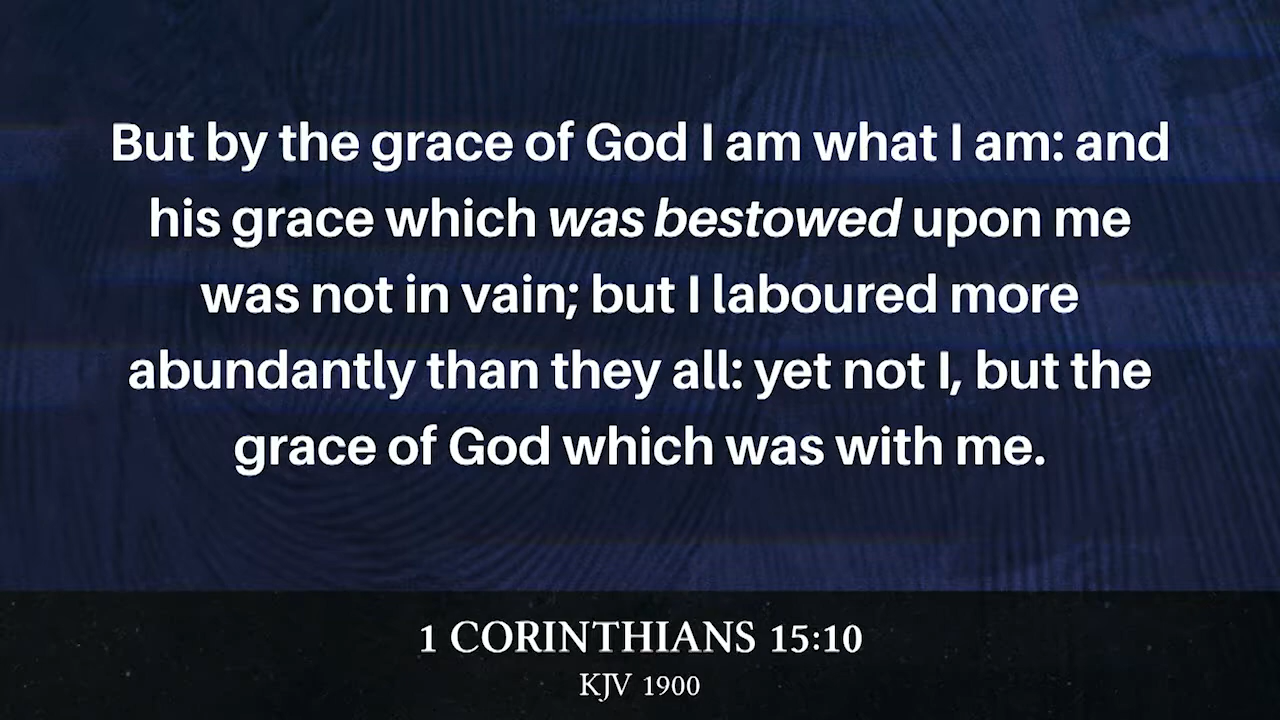 But by the grace of God I am what I am: and
his grace which was bestowed upon me
was not in vain; but I laboured more
abundantly than they all: yet not I, but the
grace of God which was with me.
1 CORINTHIANS 15:10
KJV 1900